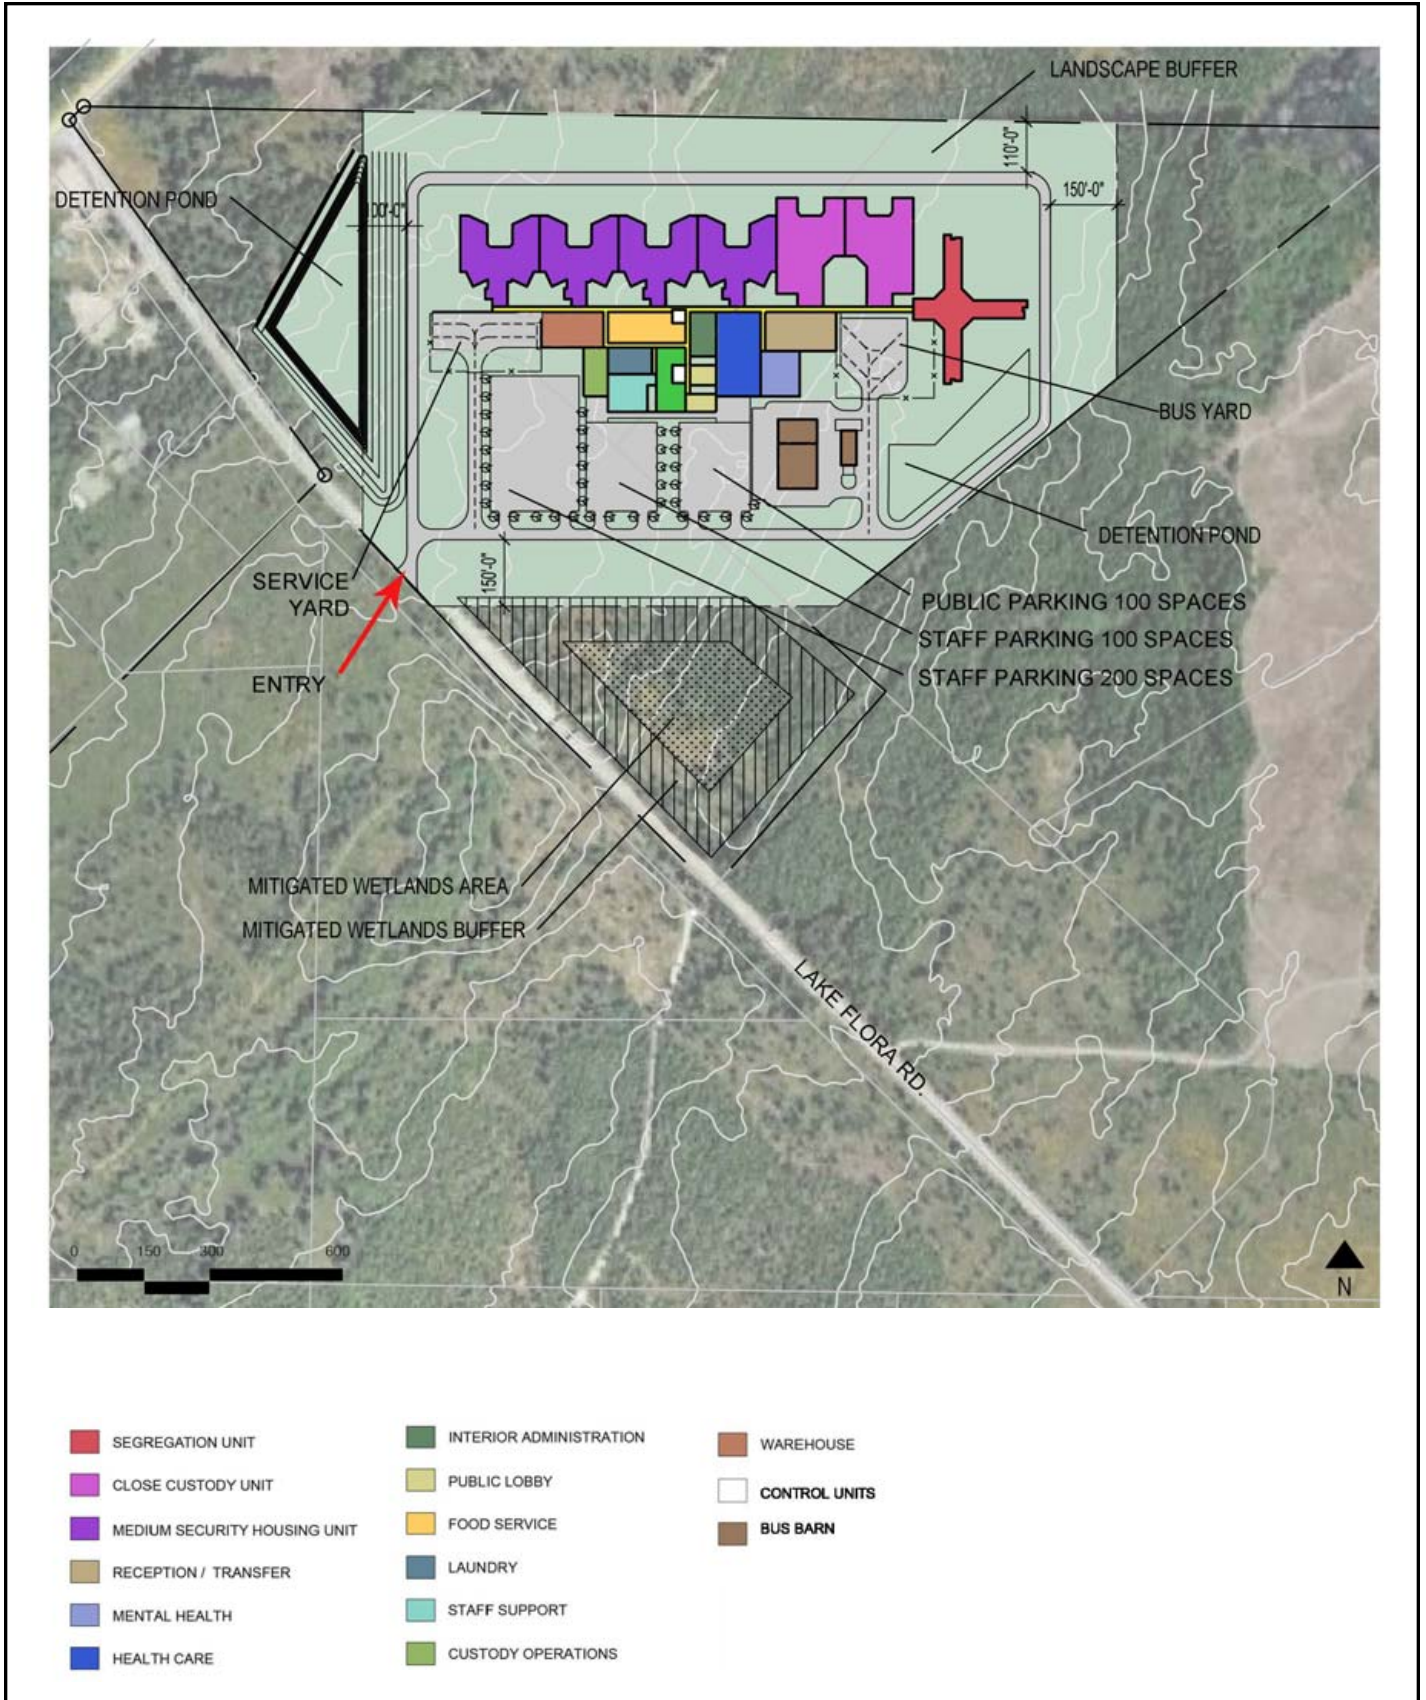 LANDSCAPE BUFFER
110'-0"
150'-0"
DETENTION POND
100'-0"
BUS YARD
DETENTION POND
150'-0"
SERVICE
YARD
PUBLIC PARKING 100 SPACES
STAFF PARKING 100 SPACES
STAFF PARKING 200 SPACES
ENTRY
MITIGATED WETLANDS AREA
MITIGATED WETLANDS BUFFER
LAKE FLORA RD.
0 150 300 600
N
SEGREGATION UNIT
CLOSE CUSTODY UNIT
MEDIUM SECURITY HOUSING UNIT
RECEPTION / TRANSFER
MENTAL HEALTH
HEALTH CARE
INTERIOR ADMINISTRATION
PUBLIC LOBBY
FOOD SERVICE
LAUNDRY
STAFF SUPPORT
CUSTODY OPERATIONS
WAREHOUSE
CONTROL UNITS
BUS BARN